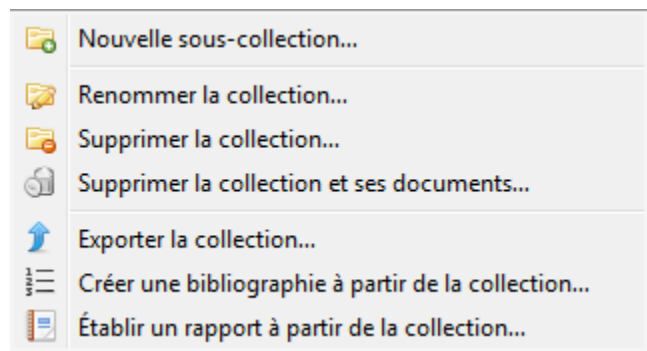 Nouvelle sous-collection...
Renommer la collection...
Supprimer la collection...
Supprimer la collection et ses documents...
Exporter la collection...
Créer une bibliographie à partir de la collection...
Établir un rapport à partir de la collection...